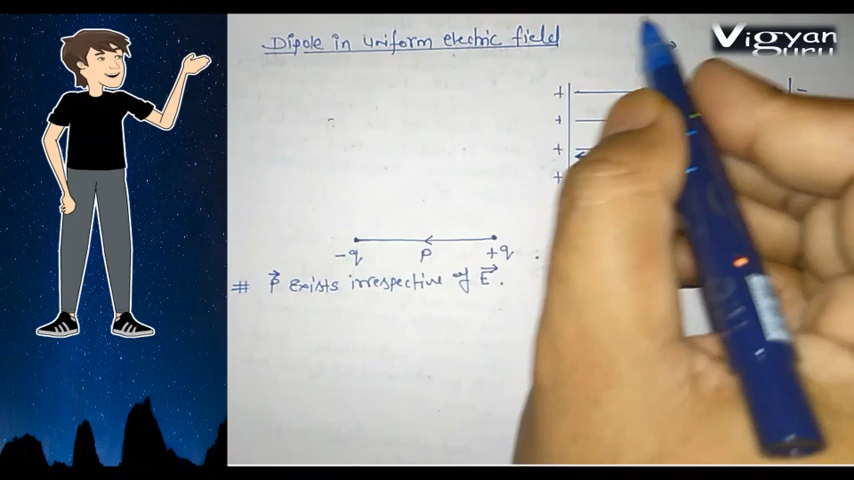 Dipole in uniform electric field
Vigyan
guru
+ -
+
+
+
-q P +q
# P⃗ exists irrespective of E⃗.